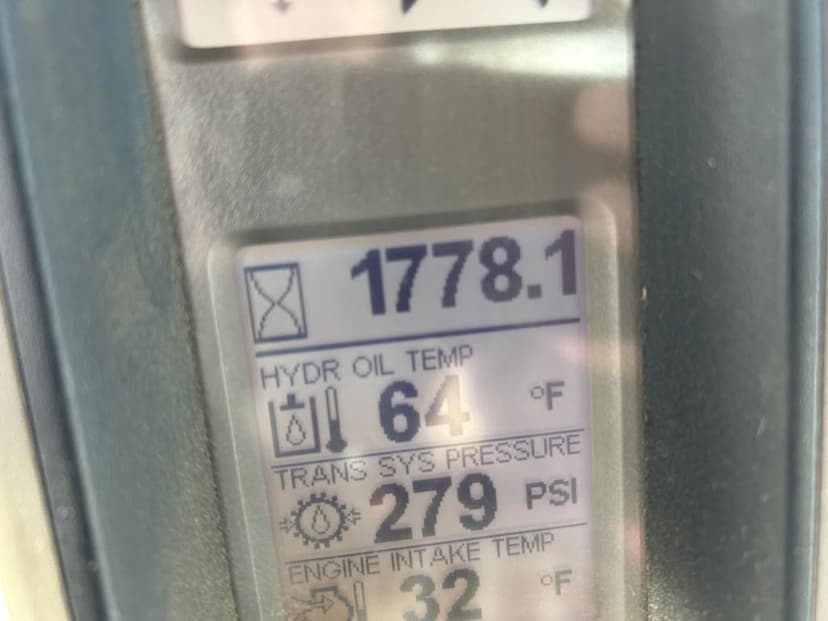 1778.1
HYDR OIL TEMP
64 °F
TRANS SYS PRESSURE
279 PSI
ENGINE INTAKE TEMP
32 °F